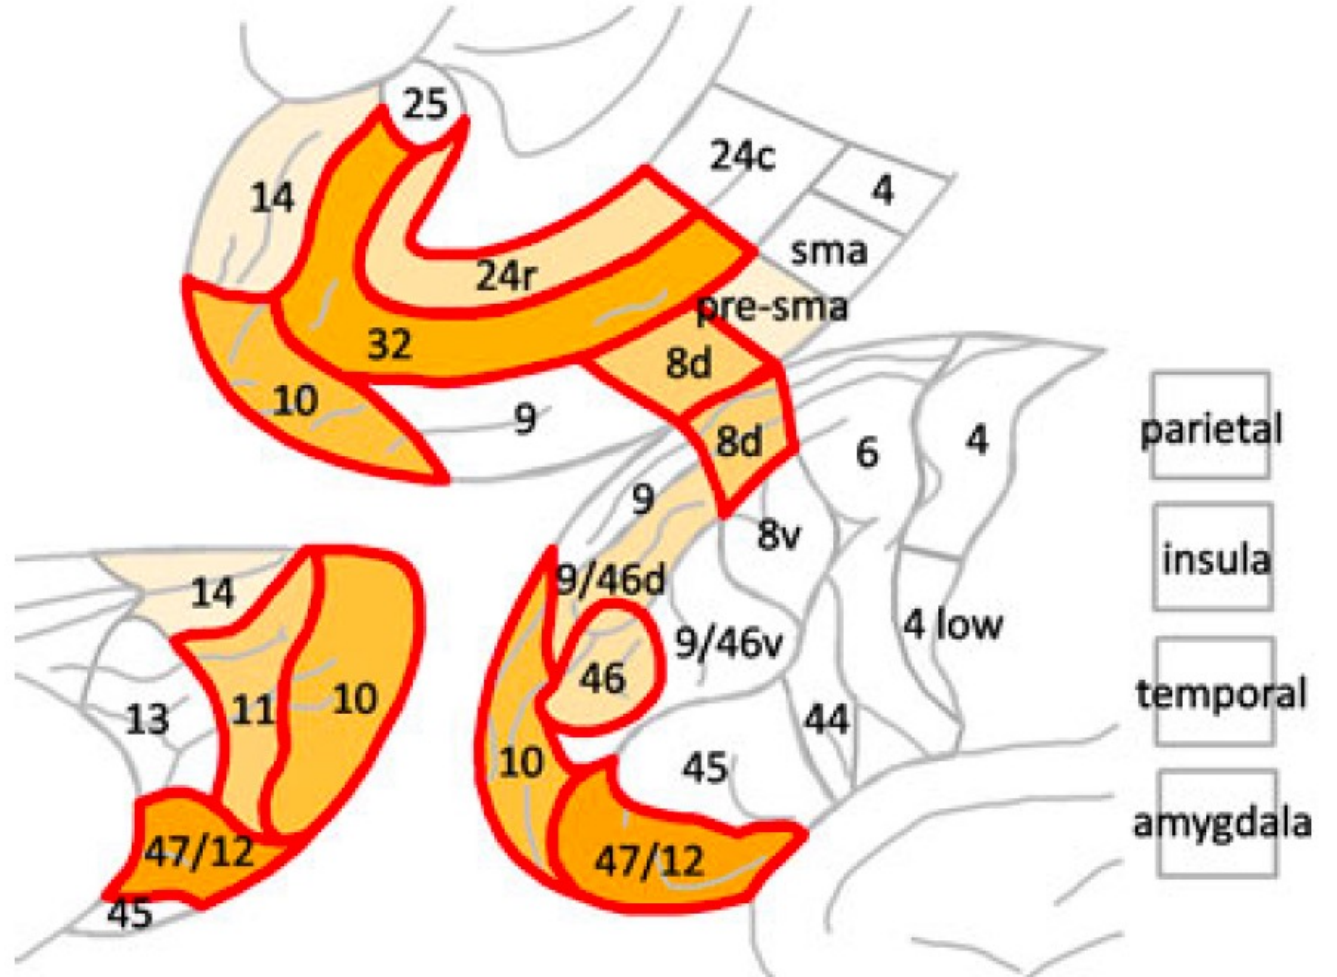 25
24c
4
14
sma
24r
pre-sma
32
8d
10
9
8d
6
4
parietal
9
8v
insula
14
9/46d
4 low
9/46v
46
temporal
11
10
13
44
10
45
amygdala
47/12
47/12
45